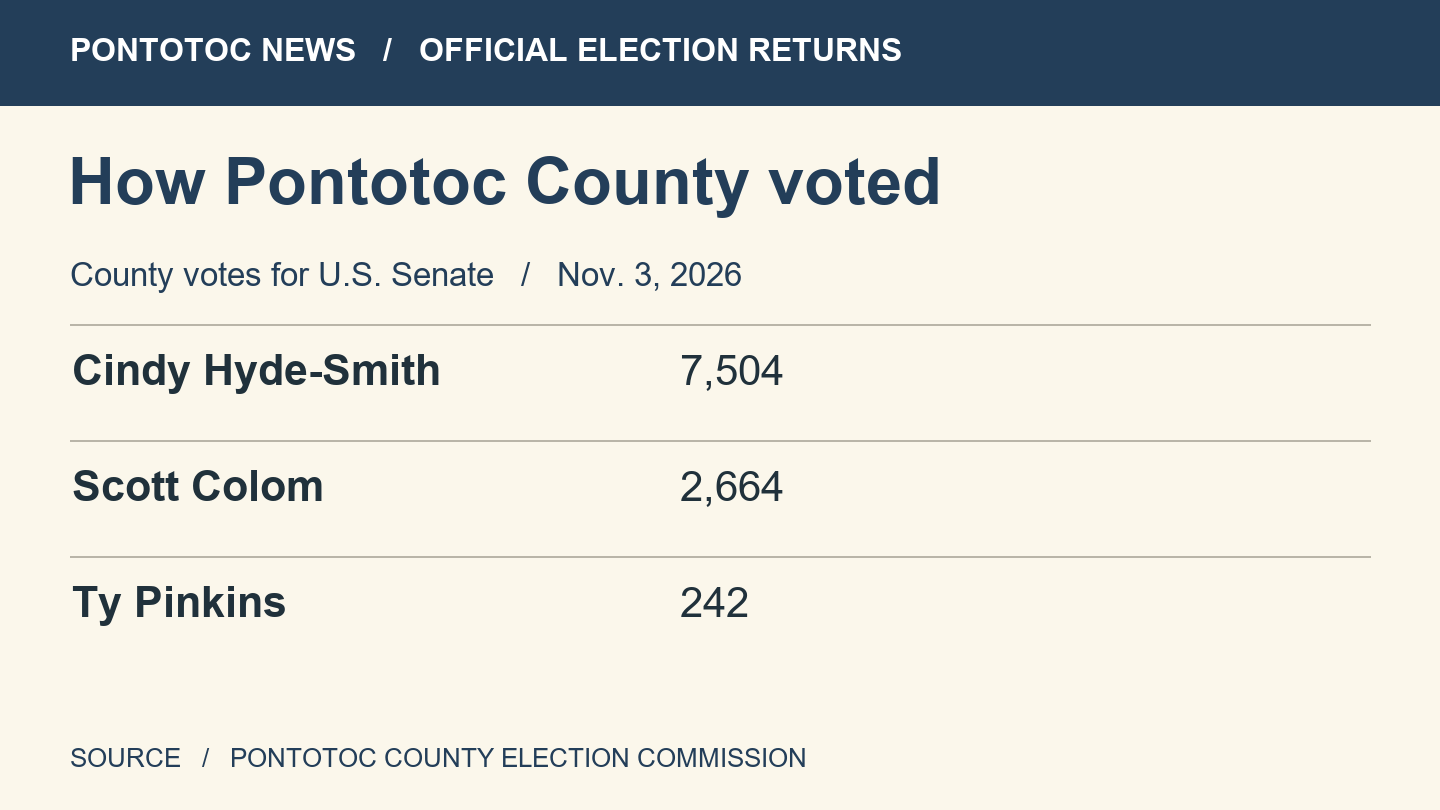 PONTOTOC NEWS / OFFICIAL ELECTION RETURNS
How Pontotoc County voted
County votes for U.S. Senate / Nov. 3, 2026
Cindy Hyde-Smith 7,504
Scott Colom 2,664
Ty Pinkins 242
SOURCE / PONTOTOC COUNTY ELECTION COMMISSION